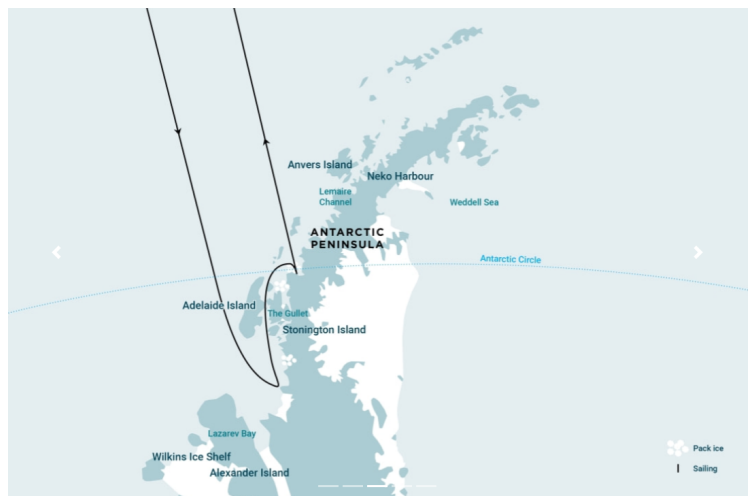 Anvers Island
Neko Harbour
Lemaire
Channel
Weddell Sea
ANTARCTIC
PENINSULA
Antarctic Circle
Adelaide Island
The Gullet
Stonington Island
Lazarev Bay
Wilkins Ice Shelf
Alexander Island
Pack ice
Sailing